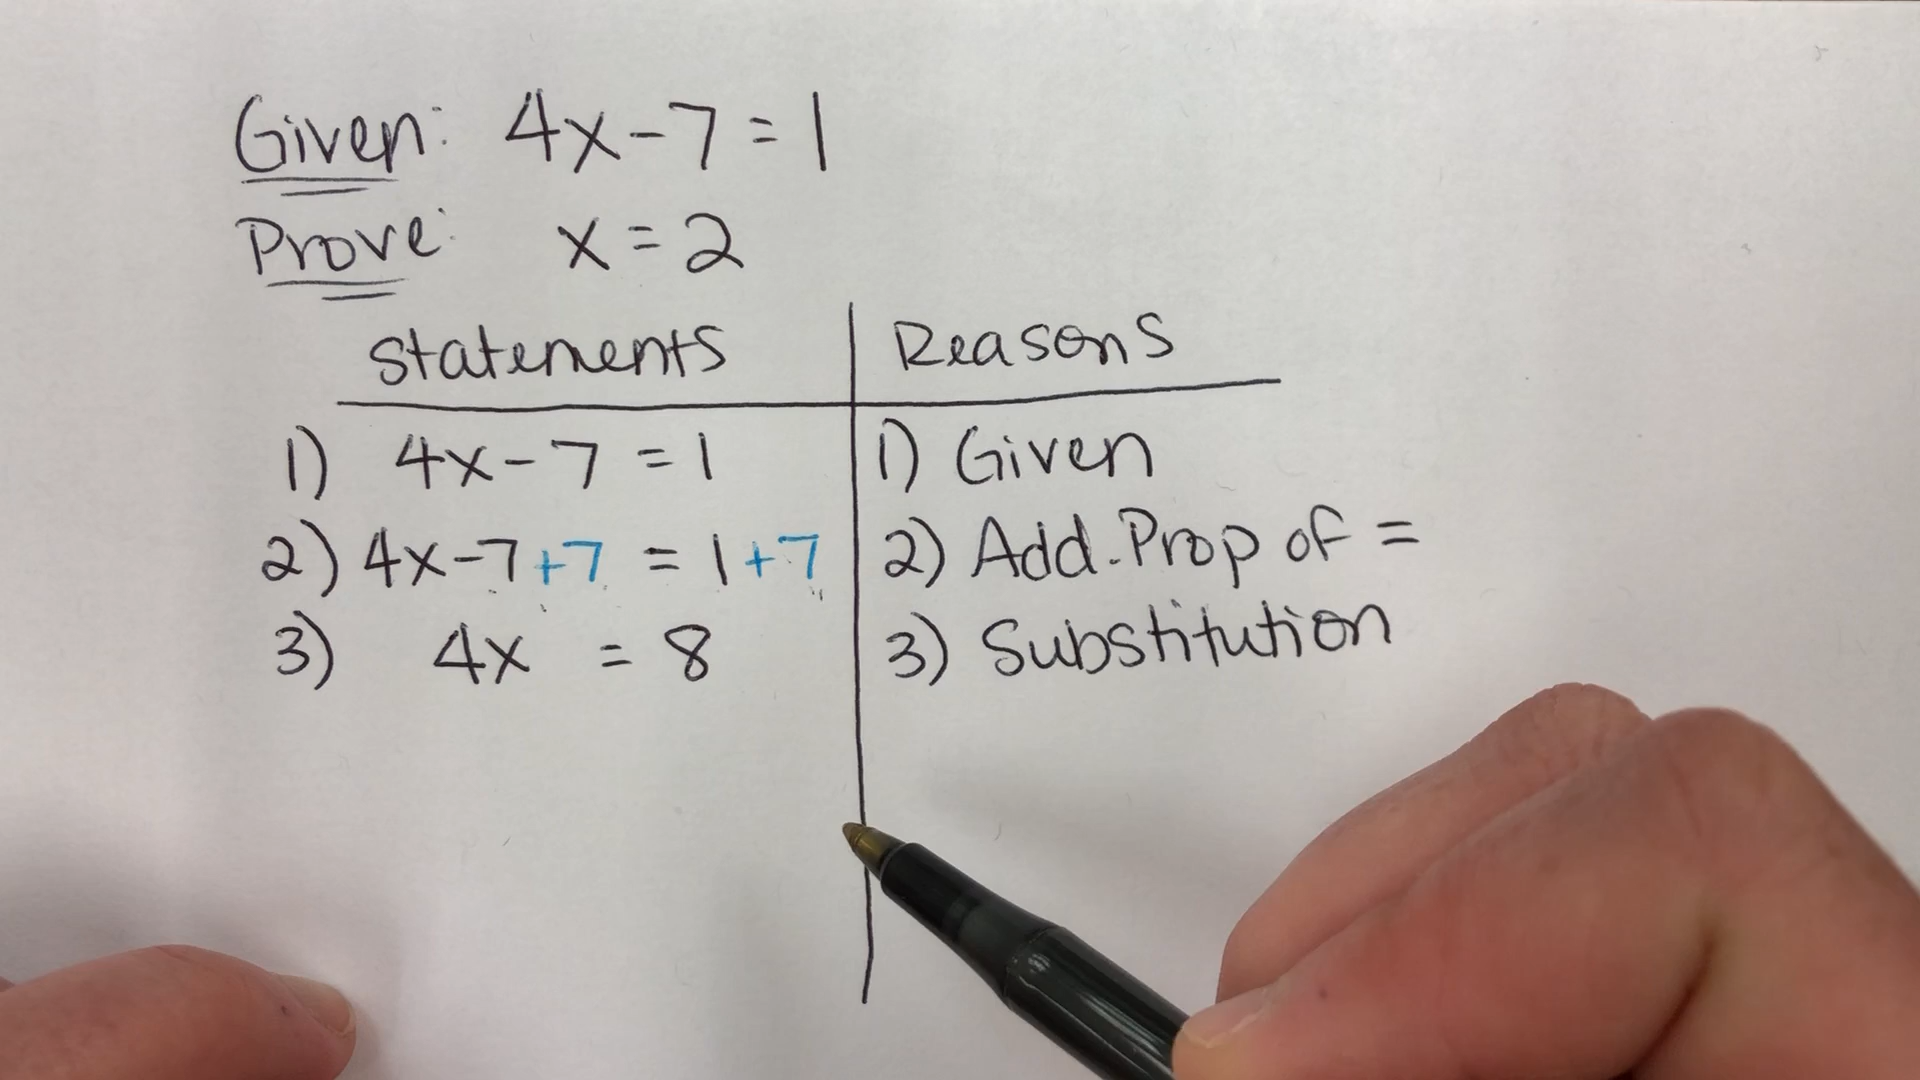 Given: 4x-7=1
Prove: x=2
Statements Reasons
1) 4x-7=1 1) Given
2) 4x-7+7 = 1+7 2) Add. Prop of =
3) 4x = 8 3) Substitution